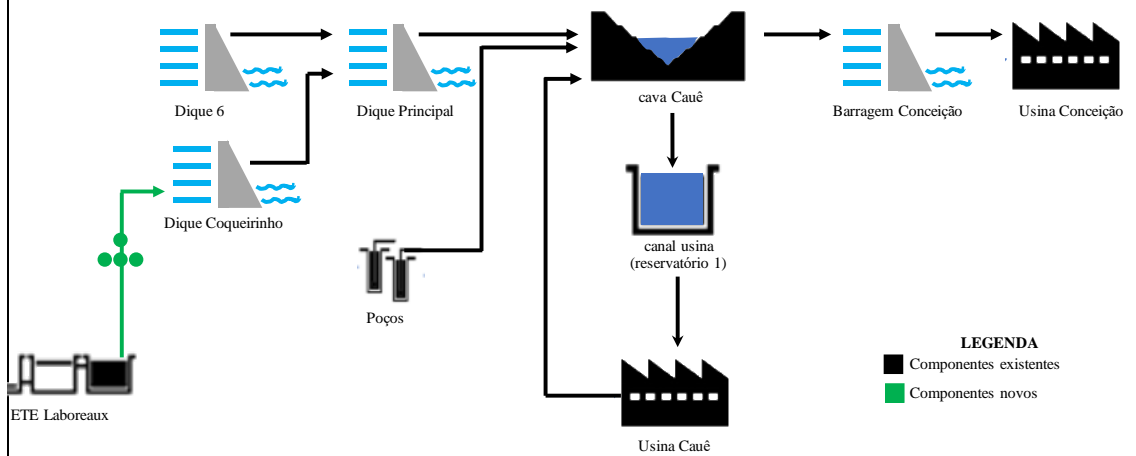 Dique 6
Dique Principal
cava Cauê
Barragem Conceição
Usina Conceição
Dique Coqueirinho
canal usina
(reservatório 1)
Poços
ETE Laboreaux
Usina Cauê
LEGENDA
Componentes existentes
Componentes novos